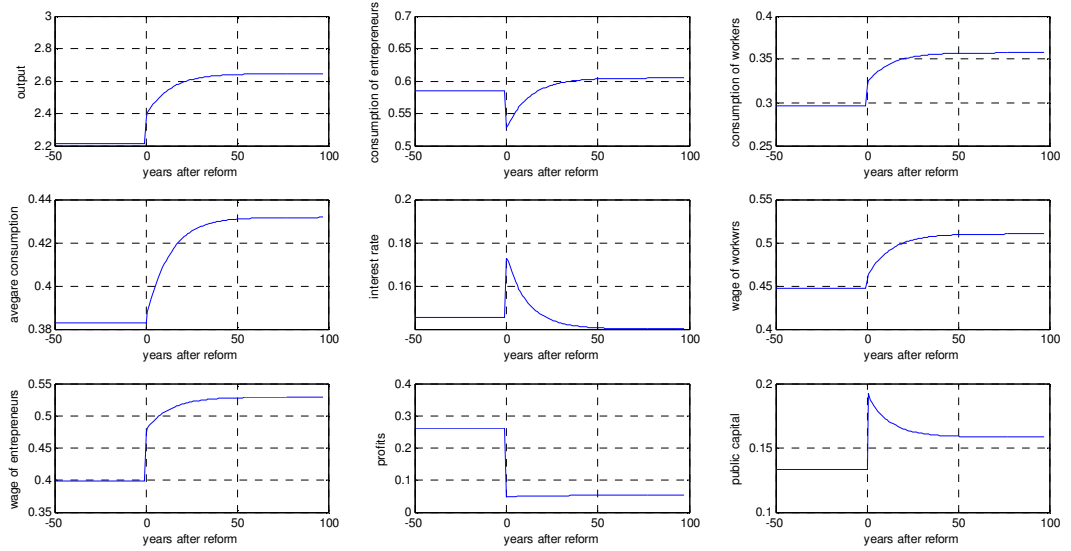 3
2.8
2.6
2.4
2.2
output
-50 0 50 100
years after reform
0.7
0.65
0.6
0.55
0.5
consumption of entrepreneurs
-50 0 50 100
years after reform
0.4
0.35
0.3
0.25
consumption of workers
-50 0 50 100
years after reform
0.44
0.42
0.4
0.38
avegare consumption
-50 0 50 100
years after reform
0.2
0.18
0.16
interest rate
-50 0 50 100
years after reform
0.55
0.5
0.45
0.4
wage of workwrs
-50 0 50 100
years after reform
0.55
0.5
0.45
0.4
0.35
wage of entrepreneurs
-50 0 50 100
years after reform
0.4
0.3
0.2
0.1
0
profits
-50 0 50 100
years after reform
0.2
0.15
0.1
public capital
-50 0 50 100
years after reform